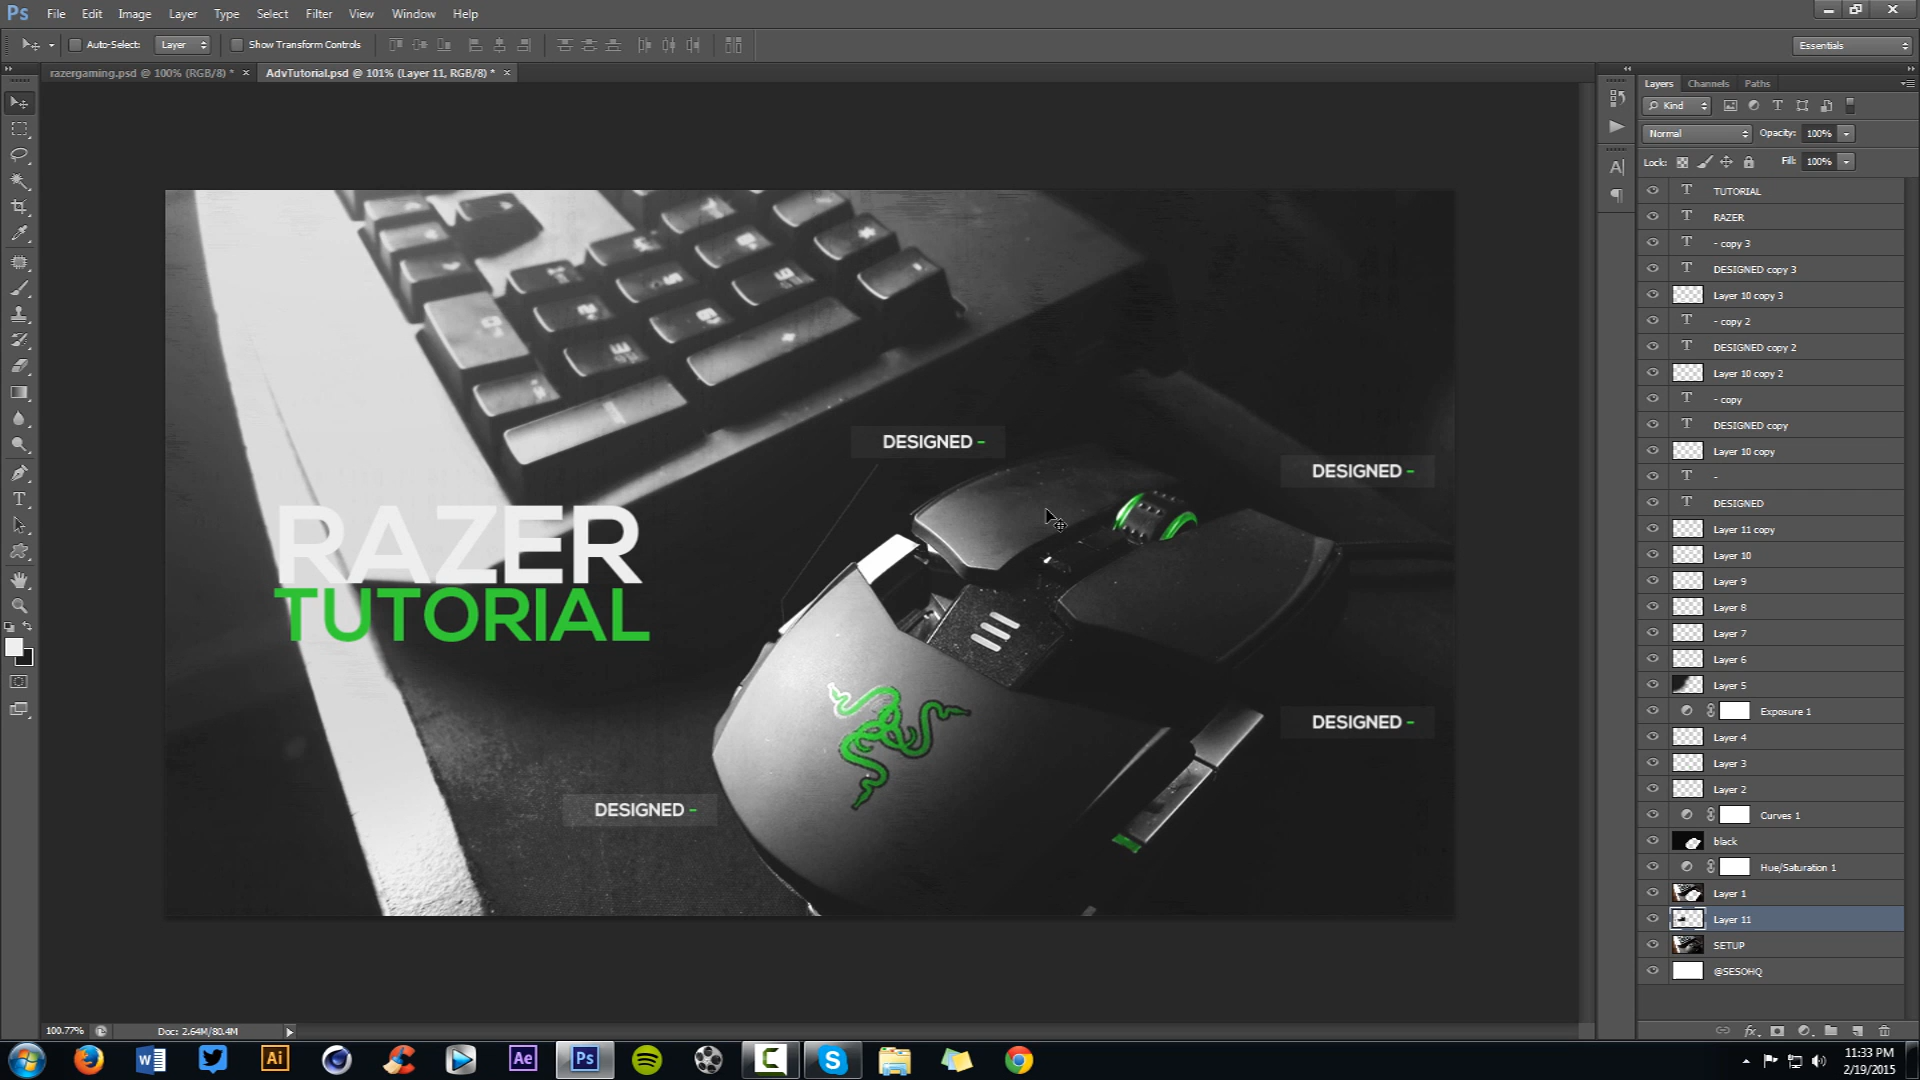 Ps File Edit Image Layer Type Select Filter View Window Help
Auto-Select: Layer Show Transform Controls Essentials
razergaming.psd @ 100% (RGB/8) * × AdvTutorial.psd @ 101% (Layer 11, RGB/8) * ×
Layers Channels Paths
Kind
Normal Opacity: 100%
Lock: Fill: 100%
TUTORIAL
RAZER
- copy 3
DESIGNED copy 3
Layer 10 copy 3
- copy 2
DESIGNED copy 2
Layer 10 copy 2
- copy
DESIGNED copy
Layer 10 copy
-
DESIGNED
Layer 11 copy
Layer 10
Layer 9
Layer 8
Layer 7
Layer 6
Layer 5
Exposure 1
Layer 4
Layer 3
Layer 2
Curves 1
black
Hue/Saturation 1
Layer 1
Layer 11
SETUP
@SESOHQ
DESIGNED -
DESIGNED -
RAZER
TUTORIAL
DESIGNED -
DESIGNED -
100.77% Doc: 2.64M/80.4M
Ai Ae Ps
11:33 PM
2/19/2015